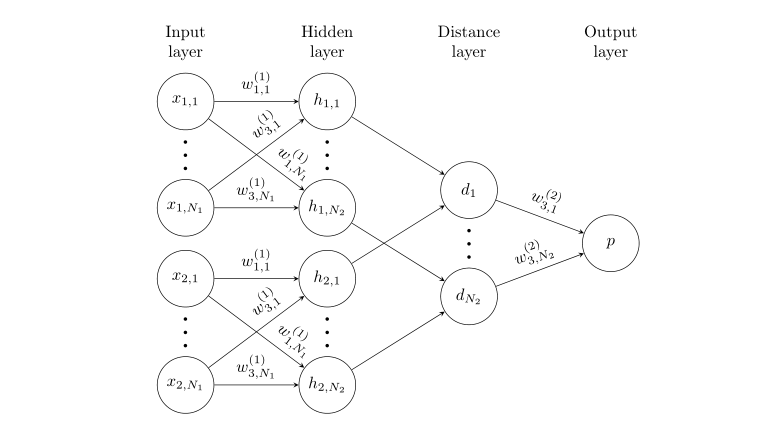 Input layer
Hidden layer
Distance layer
Output layer
x_{1,1}
w_{1,1}^{(1)}
h_{1,1}
w_{3,1}^{(1)}
w_{1,N_1}^{(1)}
x_{1,N_1}
w_{3,N_1}^{(1)}
h_{1,N_2}
d_1
w_{3,1}^{(2)}
p
w_{3,N_2}^{(2)}
d_{N_2}
x_{2,1}
w_{1,1}^{(1)}
h_{2,1}
w_{3,1}^{(1)}
w_{1,N_1}^{(1)}
x_{2,N_1}
w_{3,N_1}^{(1)}
h_{2,N_2}